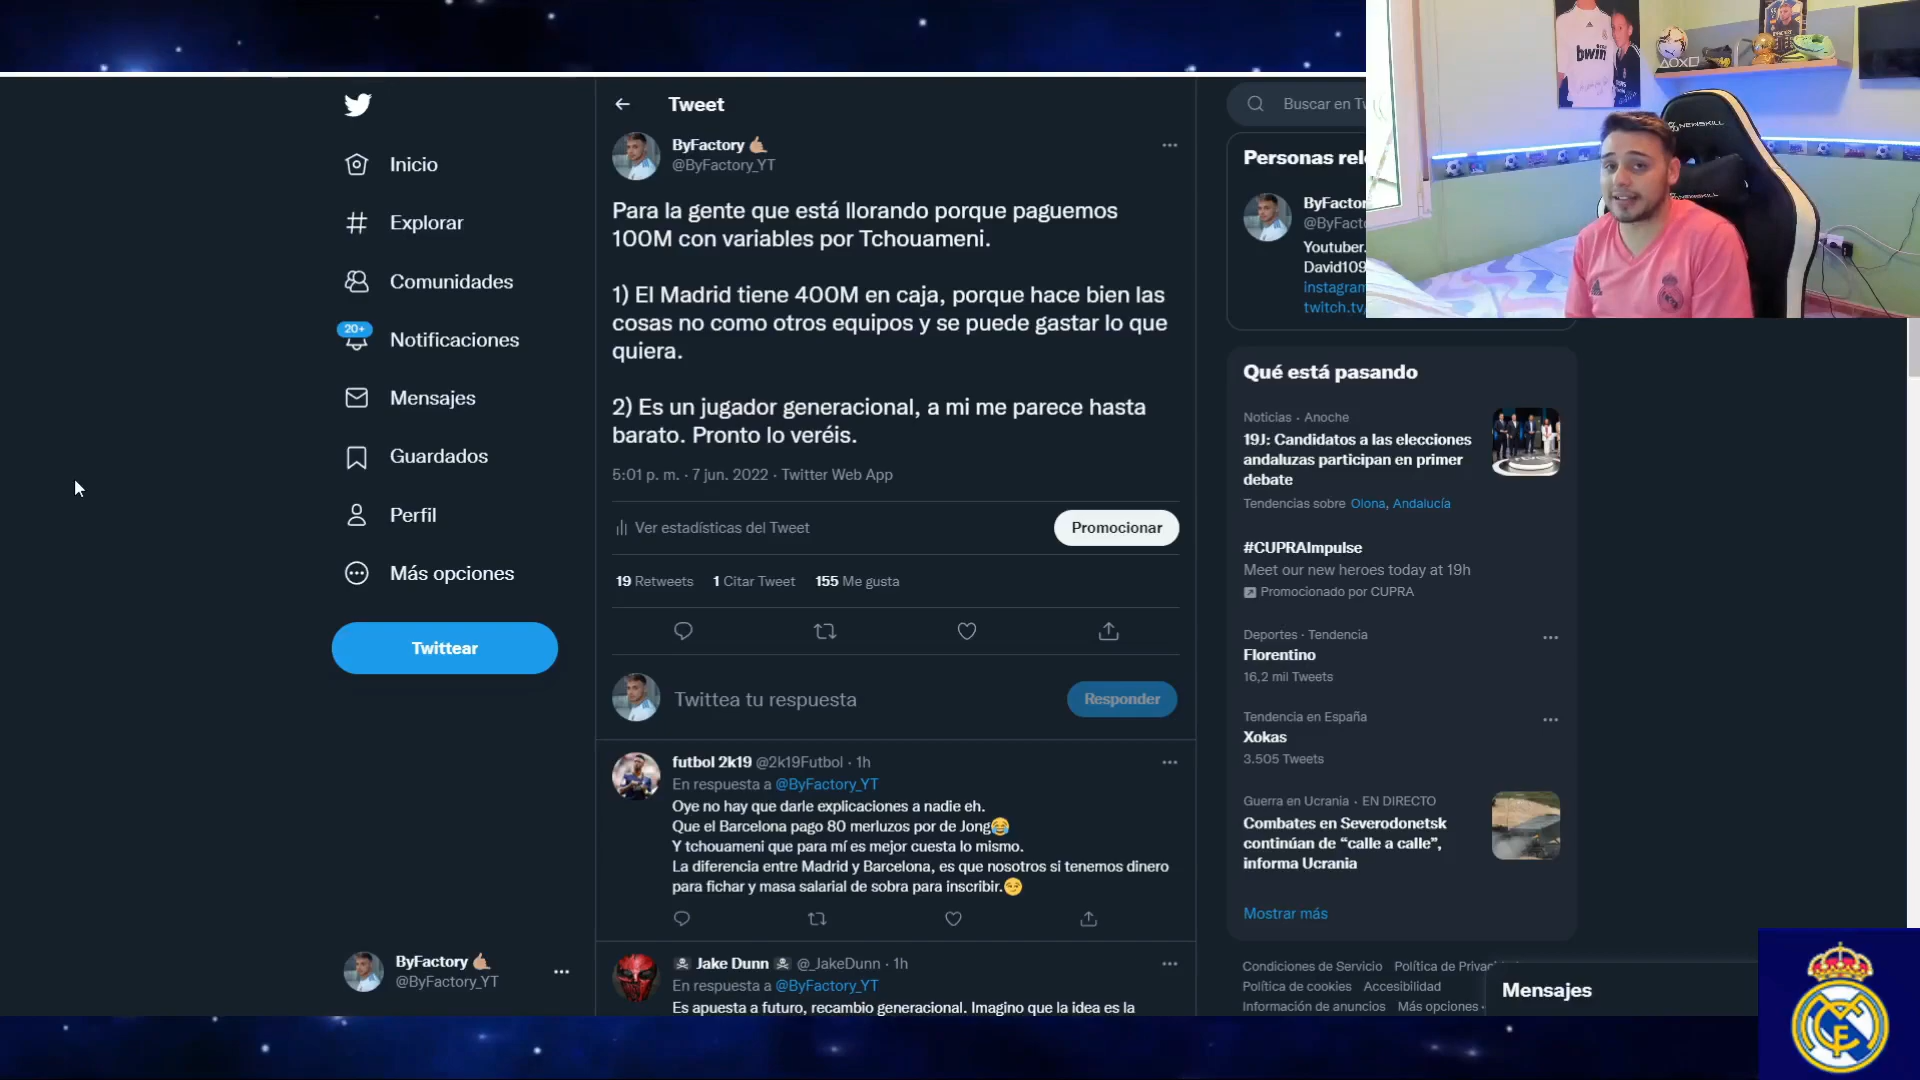 Inicio
Explorar
Comunidades
20+
Notificaciones
Mensajes
Guardados
Perfil
Más opciones
Twittear
ByFactory
@ByFactory_YT
Tweet
ByFactory
@ByFactory_YT
Para la gente que está llorando porque paguemos
100M con variables por Tchouameni.
1) El Madrid tiene 400M en caja, porque hace bien las
cosas no como otros equipos y se puede gastar lo que
quiera.
2) Es un jugador generacional, a mi me parece hasta
barato. Pronto lo veréis.
5:01 p. m. · 7 jun. 2022 · Twitter Web App
Ver estadísticas del Tweet
Promocionar
19 Retweets 1 Citar Tweet 155 Me gusta
Twittea tu respuesta
Responder
futbol 2k19 @2k19Futbol · 1h
En respuesta a @ByFactory_YT
Oye no hay que darle explicaciones a nadie eh.
Que el Barcelona pago 80 merluzos por de Jong😂
Y tchouameni que para mí es mejor cuesta lo mismo.
La diferencia entre Madrid y Barcelona, es que nosotros si tenemos dinero
para fichar y masa salarial de sobra para inscribir.😏
☠ Jake Dunn ☠ @_JakeDunn · 1h
En respuesta a @ByFactory_YT
Es apuesta a futuro, recambio generacional. Imagino que la idea es la
Buscar en Tw
Personas rel
ByFacto
@ByFact
Youtuber.
David109
instagram
twitch.tv/
Qué está pasando
Noticias · Anoche
19J: Candidatos a las elecciones
andaluzas participan en primer
debate
Tendencias sobre Olona, Andalucía
#CUPRAImpulse
Meet our new heroes today at 19h
Promocionado por CUPRA
Deportes · Tendencia
Florentino
16,2 mil Tweets
Tendencia en España
Xokas
3.505 Tweets
Guerra en Ucrania · EN DIRECTO
Combates en Severodonetsk
continúan de “calle a calle”,
informa Ucrania
Mostrar más
Condiciones de Servicio Política de Privac
Política de cookies Accesibilidad
Información de anuncios Más opciones ·
Mensajes
bwin
NEWSKILL
NEWSKILL